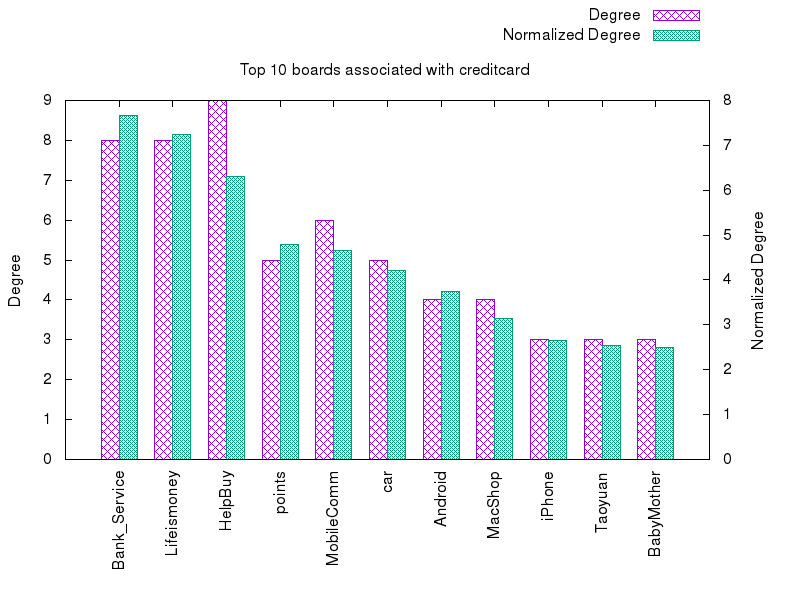 Degree
Normalized Degree
Top 10 boards associated with creditcard
9
8
7
6
5
4
3
2
1
0
Degree
8
7
6
5
4
3
2
1
0
Normalized Degree
Bank_Service
Lifeismoney
HelpBuy
points
MobileComm
car
Android
MacShop
iPhone
Taoyuan
BabyMother